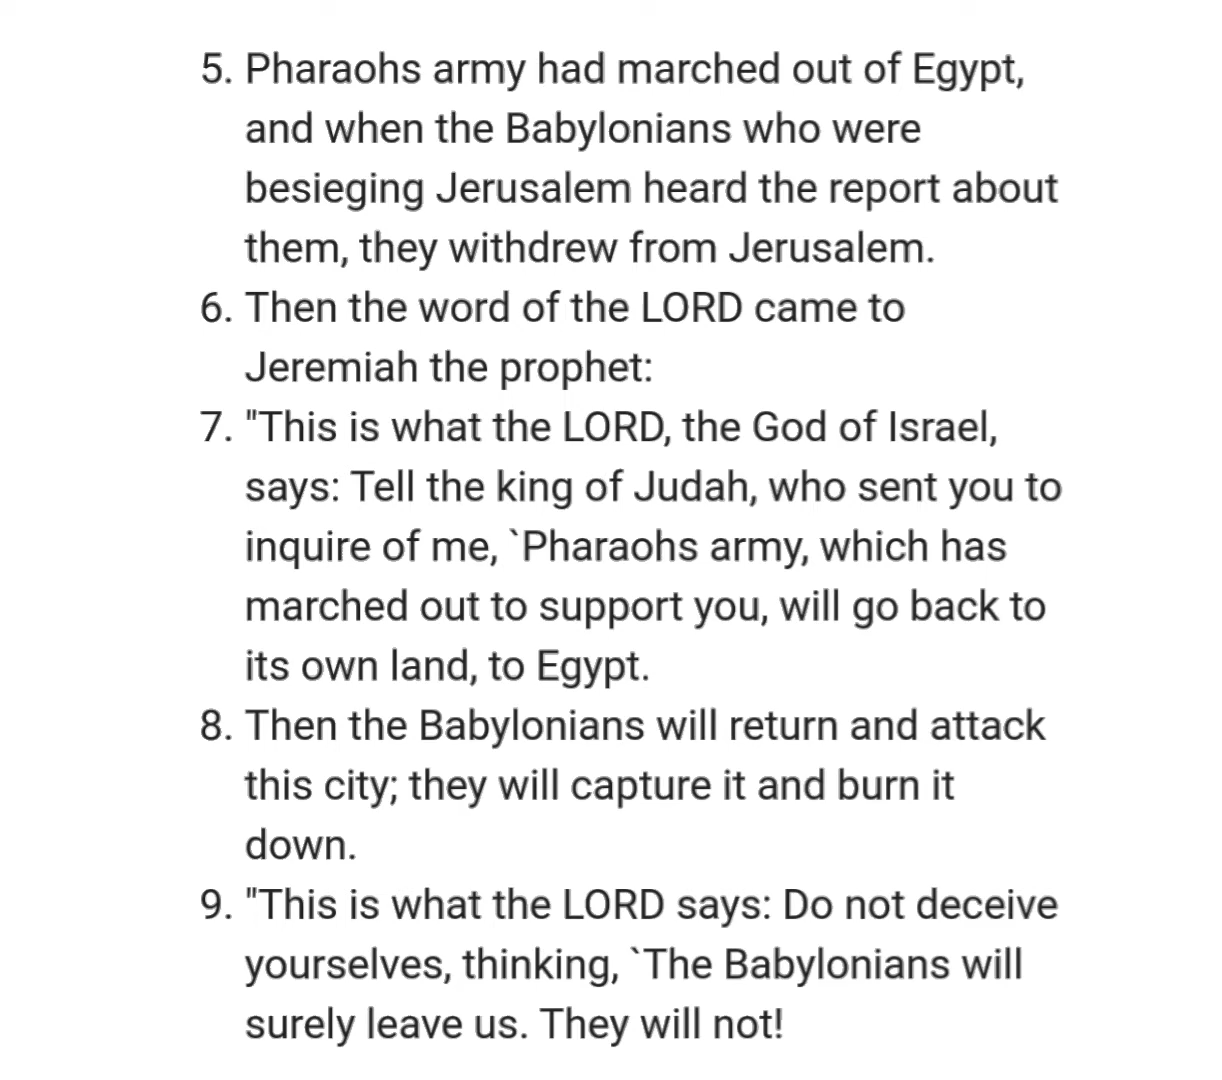 5. Pharaohs army had marched out of Egypt,
and when the Babylonians who were
besieging Jerusalem heard the report about
them, they withdrew from Jerusalem.
6. Then the word of the LORD came to
Jeremiah the prophet:
7. "This is what the LORD, the God of Israel,
says: Tell the king of Judah, who sent you to
inquire of me, `Pharaohs army, which has
marched out to support you, will go back to
its own land, to Egypt.
8. Then the Babylonians will return and attack
this city; they will capture it and burn it
down.
9. "This is what the LORD says: Do not deceive
yourselves, thinking, `The Babylonians will
surely leave us. They will not!